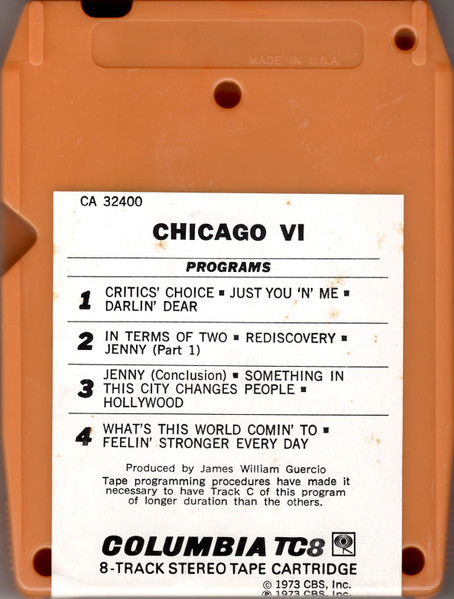 MADE IN U.S.A.
CA 32400
CHICAGO VI
PROGRAMS
1 CRITICS' CHOICE ▪ JUST YOU 'N' ME ▪
DARLIN' DEAR
2 IN TERMS OF TWO ▪ REDISCOVERY ▪
JENNY (Part 1)
3 JENNY (Conclusion) ▪ SOMETHING IN
THIS CITY CHANGES PEOPLE ▪
HOLLYWOOD
4 WHAT'S THIS WORLD COMIN' TO ▪
FEELIN' STRONGER EVERY DAY
Produced by James William Guercio
Tape programming procedures have made it
necessary to have Track C of this program
of longer duration than the others.
COLUMBIA TC8
8-TRACK STEREO TAPE CARTRIDGE
© 1973 CBS, Inc.
℗ 1973 CBS, Inc.